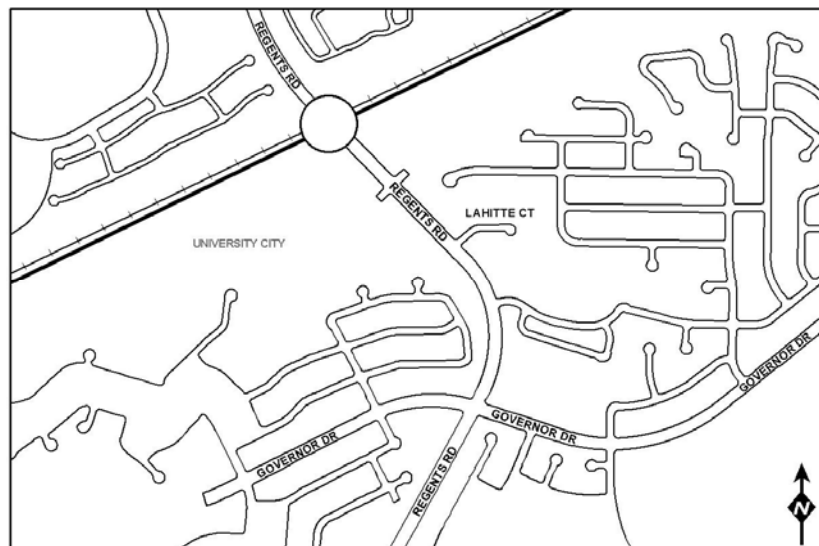 REGENTS RD
REGENTS RD
LAHITTE CT
UNIVERSITY CITY
GOVERNOR DR
GOVERNOR DR
GOVERNOR DR
REGENTS RD
N